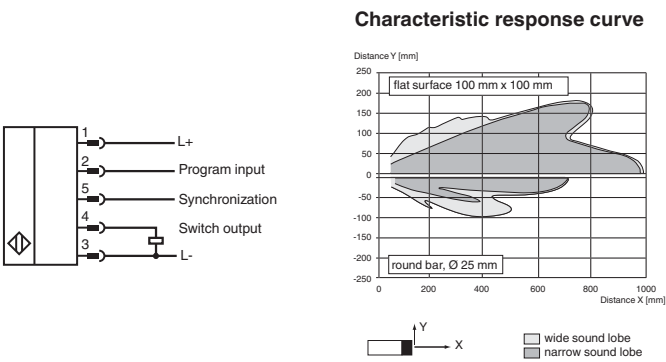 Characteristic response curve
1
L+
2
Program input
5
Synchronization
4
Switch output
3
L-
Distance Y [mm]
250
200
150
100
50
0
-50
-100
-150
-200
-250
flat surface 100 mm x 100 mm
round bar, Ø 25 mm
0 200 400 600 800 1000
Distance X [mm]
Y
X
wide sound lobe
narrow sound lobe